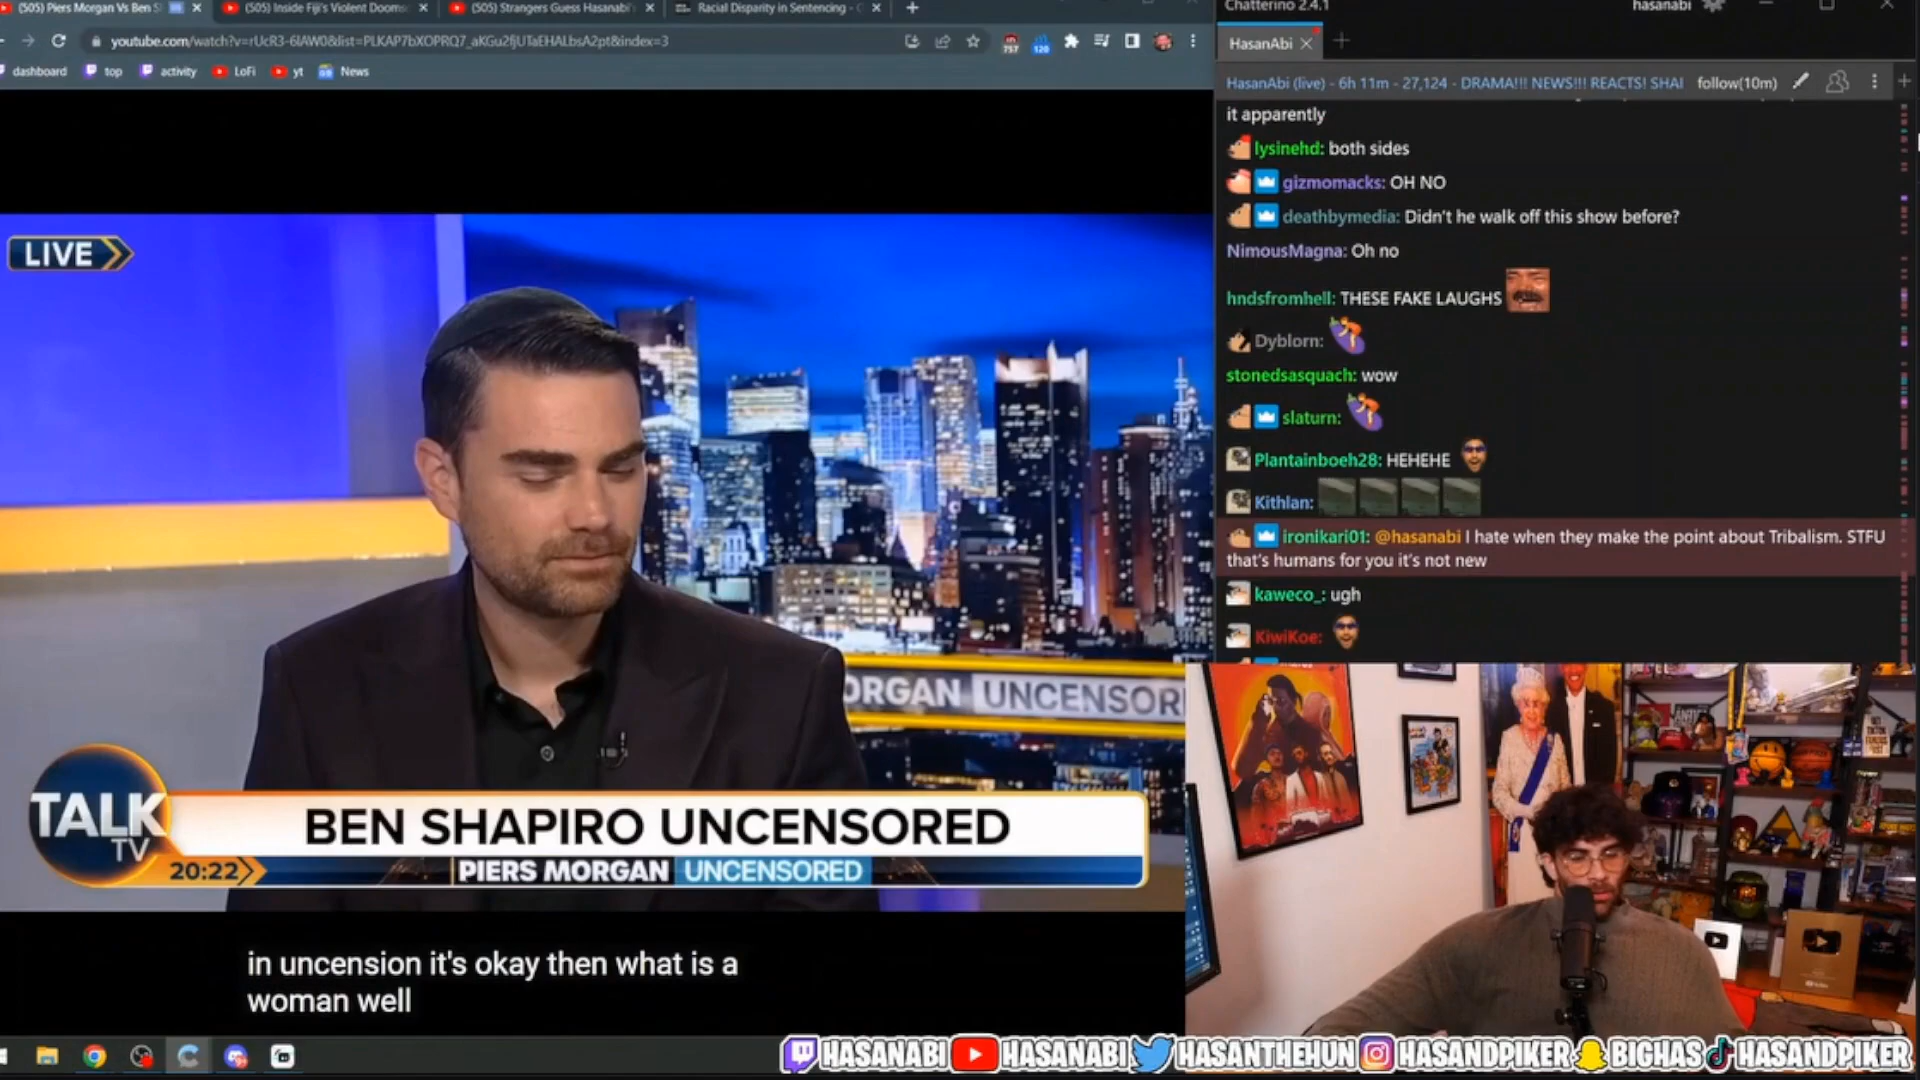 (505) Piers Morgan Vs Ben S
(505) Inside Fiji's Violent Dooms
(505) Strangers Guess Hasanabi's
Racial Disparity in Sentencing -
youtube.com/watch?v=rUcR3-6lAW0&list=PLKAP7bXOPRQ7_aKGu2fjUTaEHALbsA2pt&index=3
757
120
dashboard
top
activity
LoFi
yt
News
LIVE
ORGAN UNCENSOR
TALK
TV
BEN SHAPIRO UNCENSORED
20:22
PIERS MORGAN UNCENSORED
in uncension it's okay then what is a
woman well
Chatterino 2.4.1
hasanabi
HasanAbi
HasanAbi (live) - 6h 11m - 27,124 - DRAMA!!! NEWS!!! REACTS! SHAI
follow(10m)
it apparently
lysinehd: both sides
gizmomacks: OH NO
deathbymedia: Didn't he walk off this show before?
NimousMagna: Oh no
hndsfromhell: THESE FAKE LAUGHS
Dyblorn:
stonedsasquach: wow
slaturn:
Plantainboeh28: HEHEHE
Kithlan:
ironikari01: @hasanabi I hate when they make the point about Tribalism. STFU
that's humans for you it's not new
kaweco_: ugh
KiwiKoe:
HASANABI HASANABI HASANTHEHUN HASANDPIKER BIGHAS HASANDPIKER